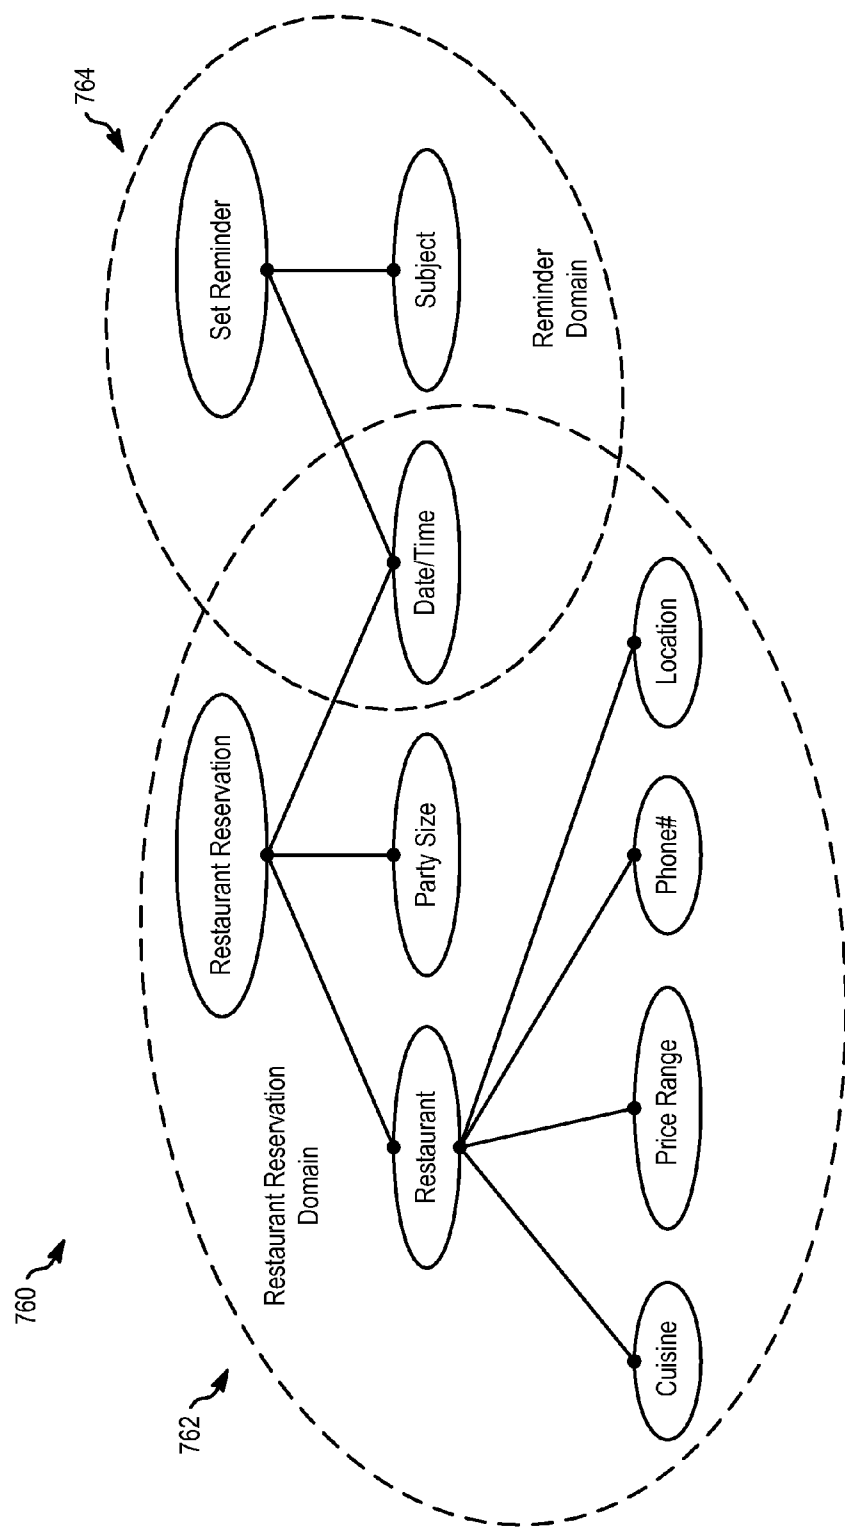 760
762
764
Restaurant Reservation
Set Reminder
Restaurant Reservation
Domain
Restaurant
Party Size
Date/Time
Subject
Reminder
Domain
Cuisine
Price Range
Phone#
Location